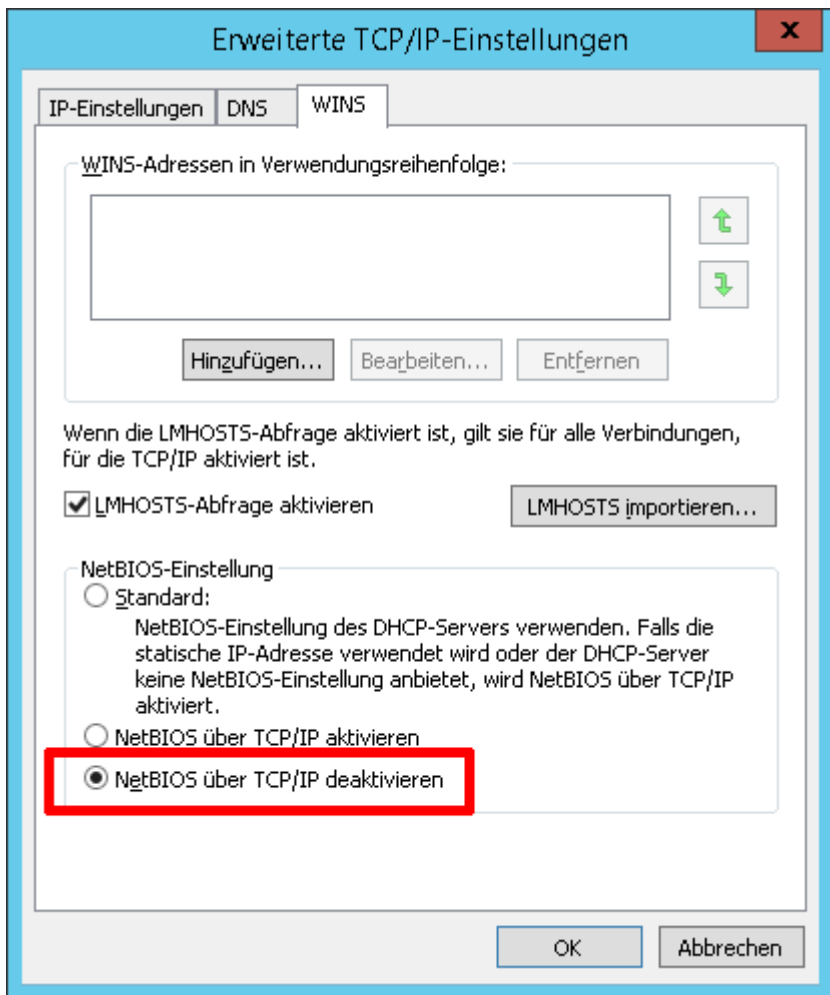 Erweiterte TCP/IP-Einstellungen
x
IP-Einstellungen DNS WINS
WINS-Adressen in Verwendungsreihenfolge:
Hinzufügen... Bearbeiten... Entfernen
Wenn die LMHOSTS-Abfrage aktiviert ist, gilt sie für alle Verbindungen,
für die TCP/IP aktiviert ist.
LMHOSTS-Abfrage aktivieren LMHOSTS importieren...
NetBIOS-Einstellung
Standard:
NetBIOS-Einstellung des DHCP-Servers verwenden. Falls die
statische IP-Adresse verwendet wird oder der DHCP-Server
keine NetBIOS-Einstellung anbietet, wird NetBIOS über TCP/IP
aktiviert.
NetBIOS über TCP/IP aktivieren
NetBIOS über TCP/IP deaktivieren
OK Abbrechen